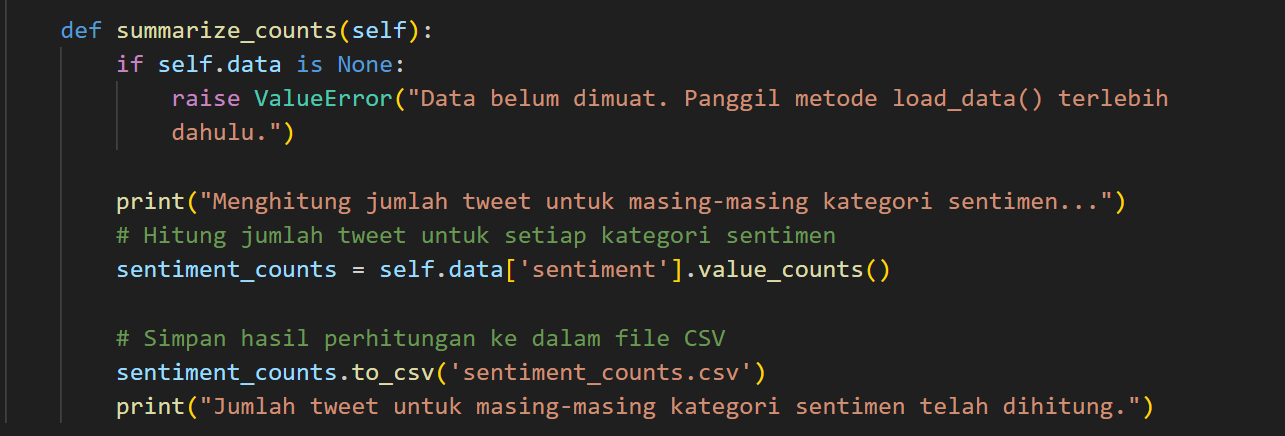 def summarize_counts(self):
if self.data is None:
raise ValueError("Data belum dimuat. Panggil metode load_data() terlebih
dahulu.")
print("Menghitung jumlah tweet untuk masing-masing kategori sentimen...")
# Hitung jumlah tweet untuk setiap kategori sentimen
sentiment_counts = self.data['sentiment'].value_counts()
# Simpan hasil perhitungan ke dalam file CSV
sentiment_counts.to_csv('sentiment_counts.csv')
print("Jumlah tweet untuk masing-masing kategori sentimen telah dihitung.")